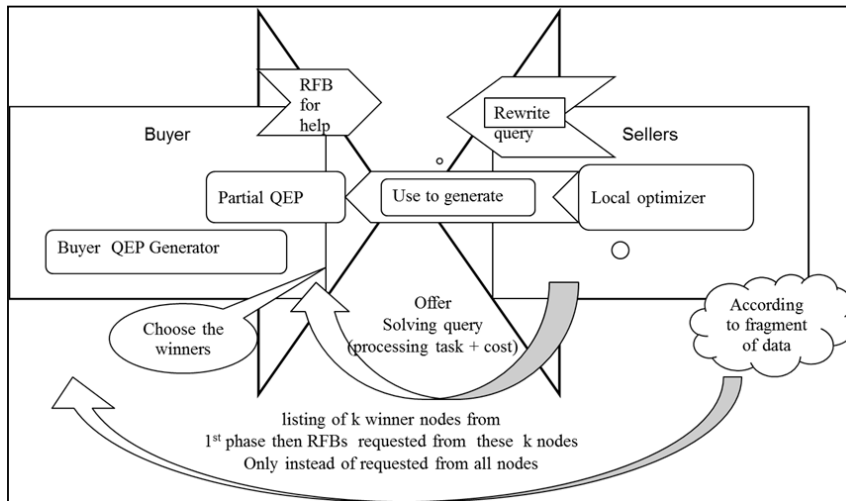 RFB
for
help
Rewrite
query
Buyer
Sellers
Partial QEP
Use to generate
Local optimizer
Buyer QEP Generator
Choose the
winners
Offer
Solving query
(processing task + cost)
According
to fragment
of data
listing of k winner nodes from
1st phase then RFBs requested from these k nodes
Only instead of requested from all nodes